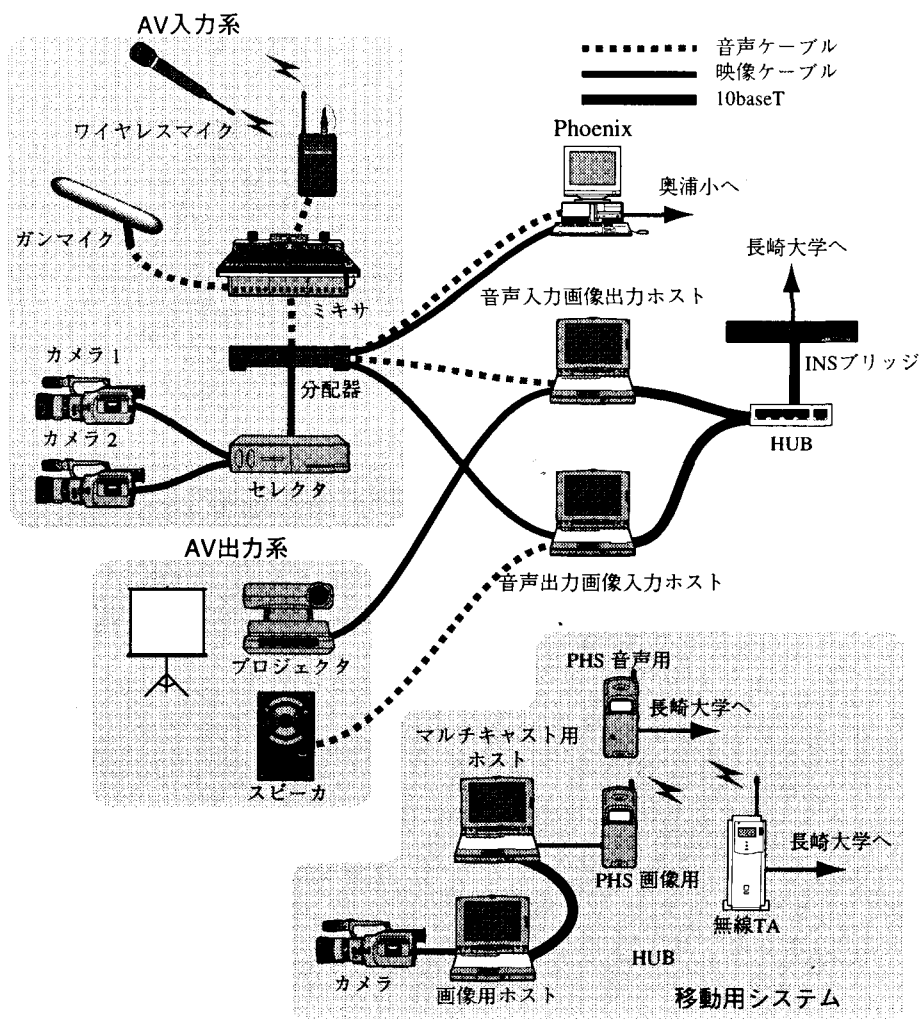 AV入力系
音声ケーブル
映像ケーブル
10baseT
ワイヤレスマイク
Phoenix
奥浦小へ
ガンマイク
長崎大学へ
ミキサ
音声入力画像出力ホスト
カメラ1
分配器
INSブリッジ
カメラ2
HUB
セレクタ
AV出力系
音声出力画像入力ホスト
プロジェクタ
PHS 音声用
長崎大学へ
マルチキャスト用
ホスト
スピーカ
長崎大学へ
PHS 画像用
無線TA
HUB
カメラ
画像用ホスト
移動用システム